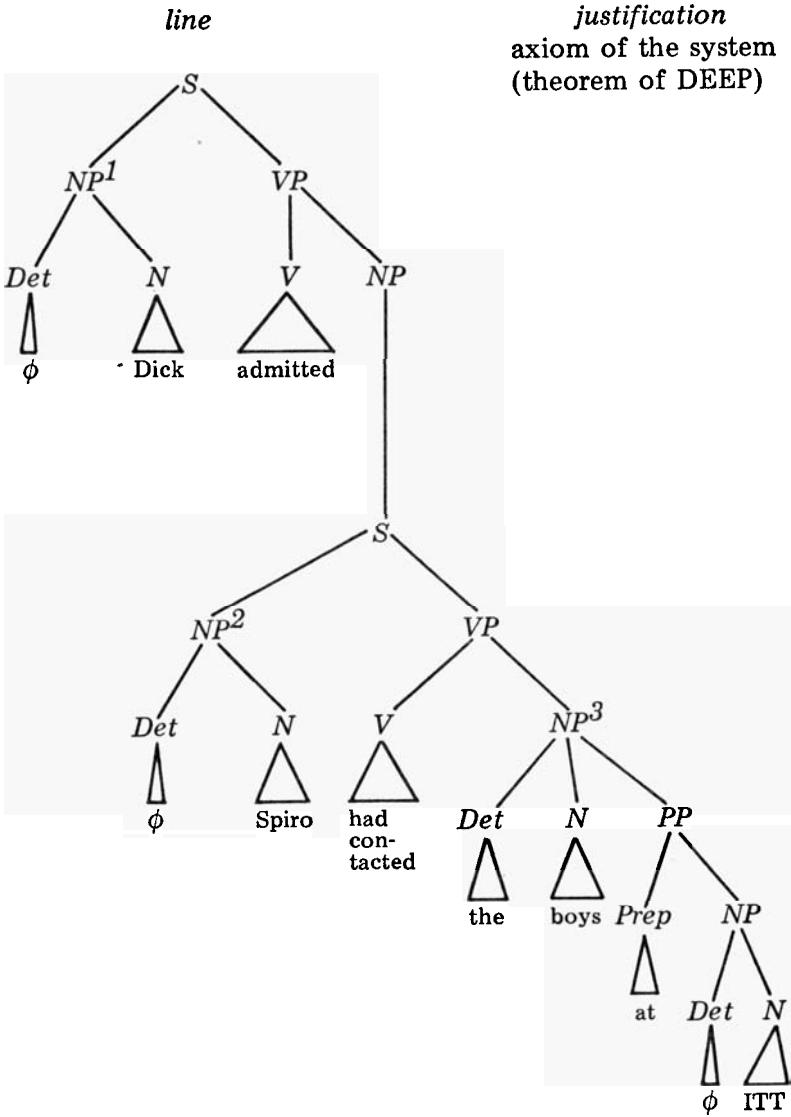 line justification
axiom of the system
(theorem of DEEP)
S
NP1 VP
Det N V NP
ϕ Dick admitted
S
NP2 VP
Det N V NP3
ϕ Spiro had
con-
tacted
Det N PP
the boys Prep NP
at Det N
ϕ ITT